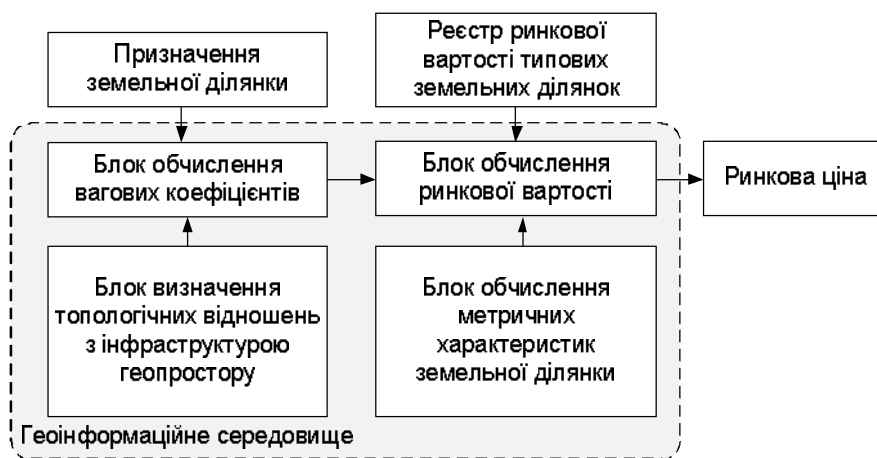 Призначення
земельної ділянки
Реєстр ринкової
вартості типових
земельних ділянок
Блок обчислення
вагових коефіцієнтів
Блок обчислення
ринкової вартості
Ринкова ціна
Блок визначення
топологічних відношень
з інфраструктурою
геопростору
Блок обчислення
метричних
характеристик
земельної ділянки
Геоінформаційне середовище